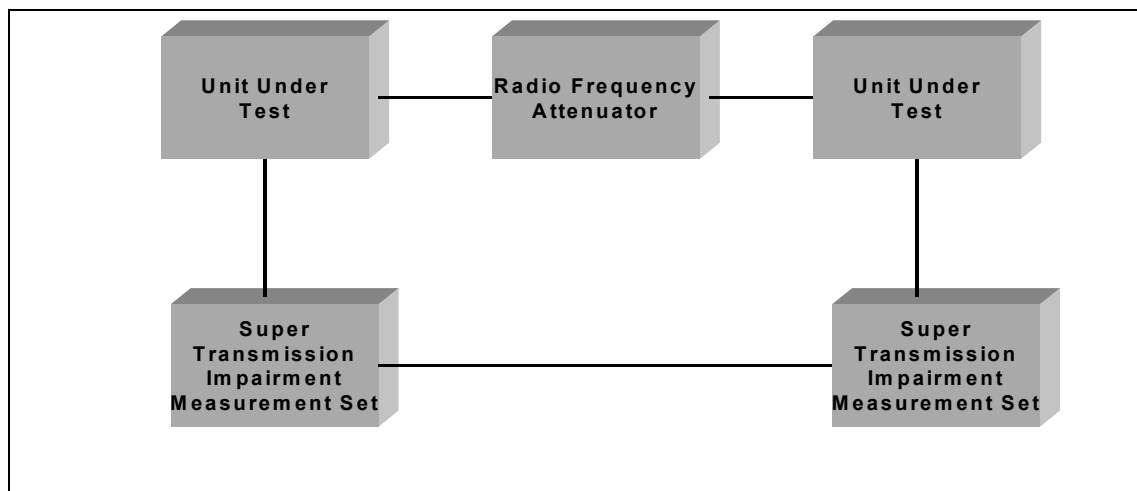 Unit Under
Test
Radio Frequency
Attenuator
Unit Under
Test
Super
Transmission
Impairment
Measurement Set
Super
Transmission
Impairment
Measurement Set